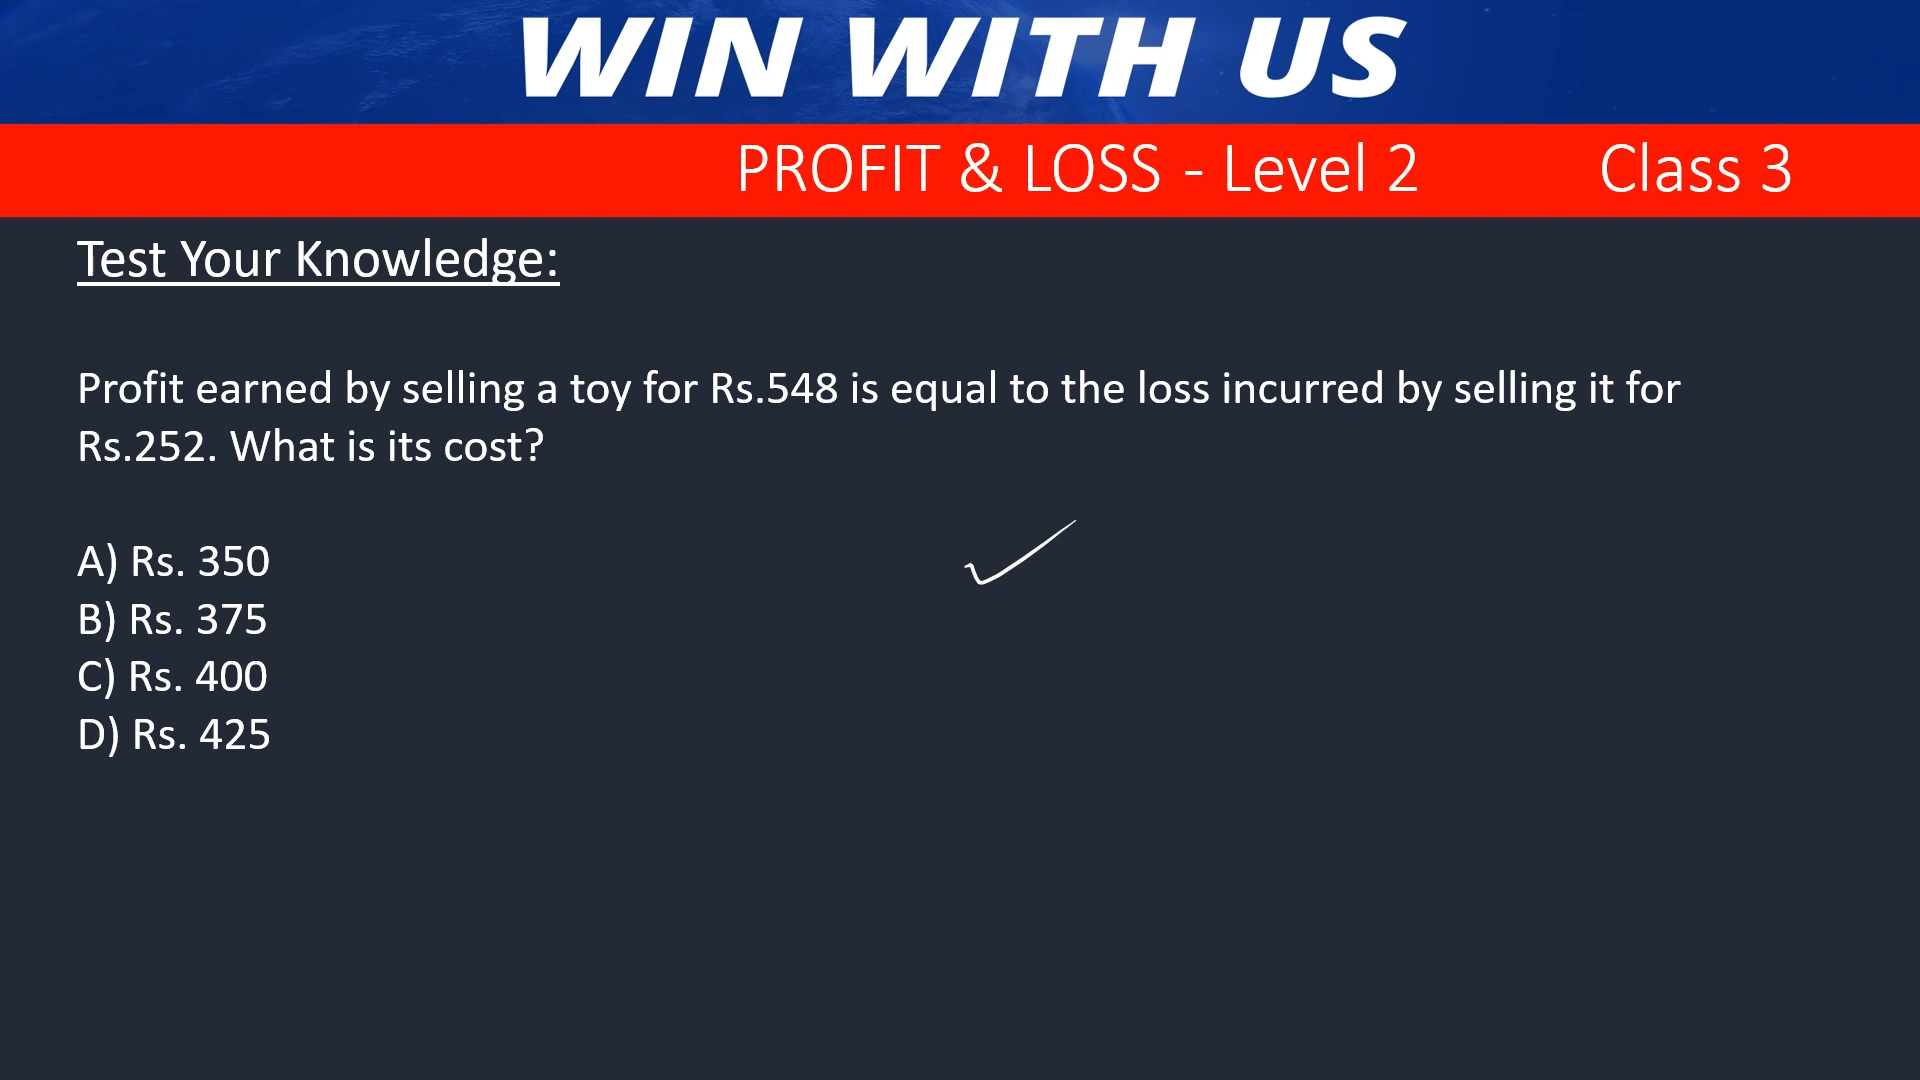 WIN WITH US
PROFIT & LOSS - Level 2 Class 3
Test Your Knowledge:
Profit earned by selling a toy for Rs.548 is equal to the loss incurred by selling it for
Rs.252. What is its cost?
A) Rs. 350
B) Rs. 375
C) Rs. 400
D) Rs. 425